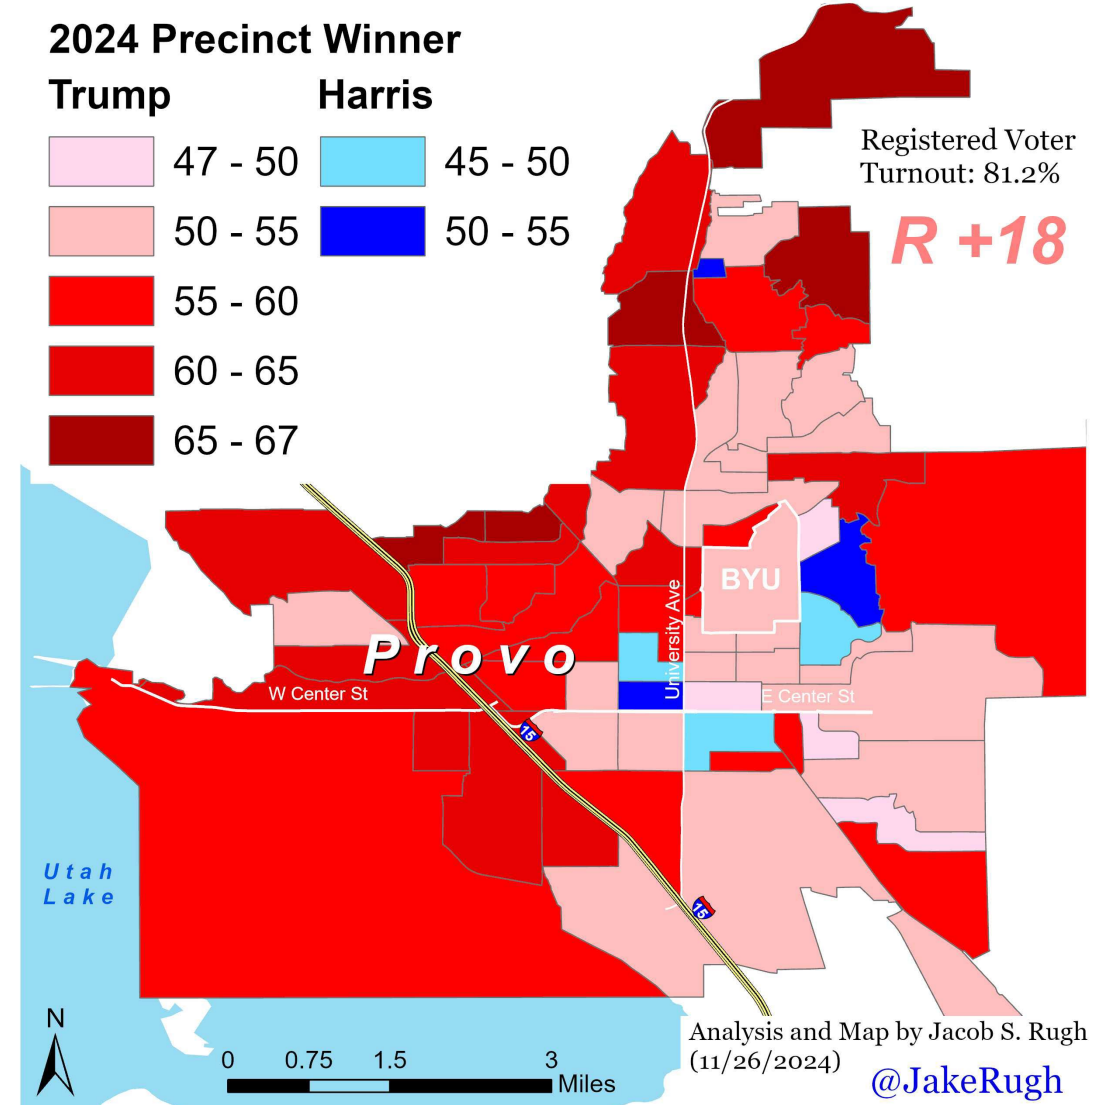 2024 Precinct Winner
Trump
Harris
47 - 50
45 - 50
50 - 55
50 - 55
55 - 60
60 - 65
65 - 67
Registered Voter
Turnout: 81.2%
R +18
BYU
University Ave
Provo
W Center St
E Center St
15
Utah
Lake
15
N
0 0.75 1.5 3
Miles
Analysis and Map by Jacob S. Rugh
(11/26/2024)
@JakeRugh